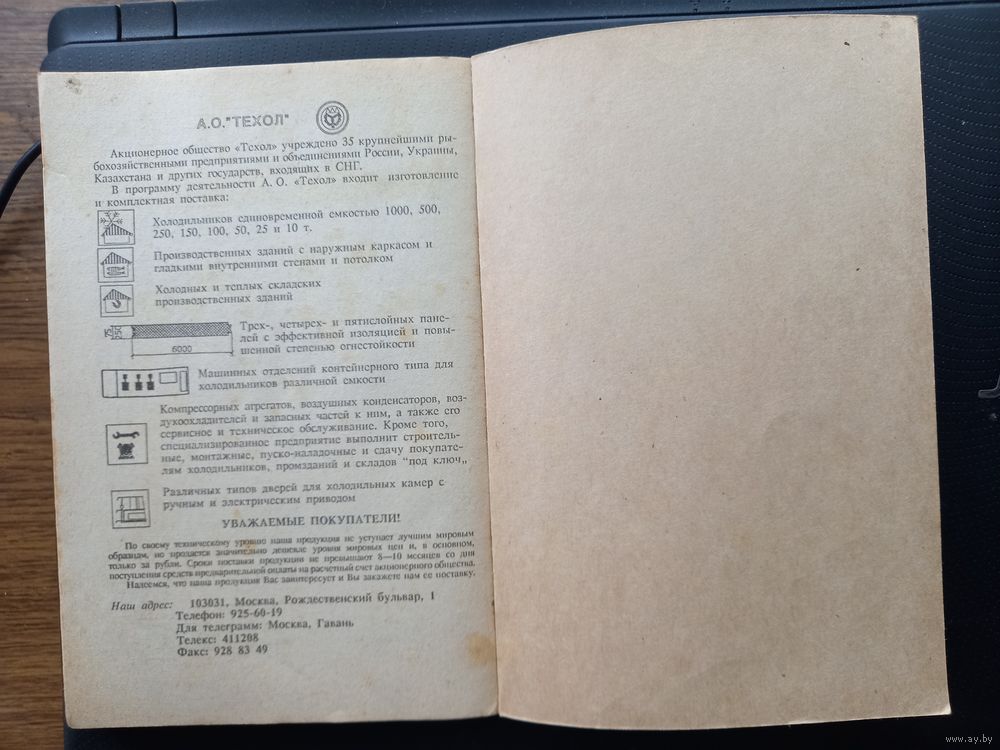 А.О."ТЕХОЛ"
Акционерное общество «Техол» учреждено 35 крупнейшими ры-
бохозяйственными предприятиями и объединениями России, Украины,
Казахстана и других государств, входящих в СНГ.
В программу деятельности А. О. «Техол» входит изготовление
и комплектная поставка:
Холодильников единовременной емкостью 1000, 500,
250, 150, 100, 50, 25 и 10 т.
Производственных зданий с наружным каркасом и
гладкими внутренними стенами и потолком
Холодных и теплых складских
производственных зданий
Трех-, четырех- и пятислойных пане-
лей с эффективной изоляцией и повы-
шенной степенью огнестойкости
6000
Машинных отделений контейнерного типа для
холодильников различной емкости
Компрессорных агрегатов, воздушных конденсаторов, воз-
духоохладителей и запасных частей к ним, а также его
сервисное и техническое обслуживание. Кроме того,
специализированное предприятие выполнит строитель-
ные, монтажные, пуско-наладочные и сдачу покупате-
лям холодильников, промзданий и складов "под ключ„
Различных типов дверей для холодильных камер с
ручным и электрическим приводом
УВАЖАЕМЫЕ ПОКУПАТЕЛИ!
По своему техническому уровню наша продукция не уступает лучшим мировым
образцам, но продается значительно дешевле уровня мировых цен и, в основном,
только за рубли. Сроки поставки продукции не превышают 8—10 месяцев со дня
поступления средств предварительной оплаты на расчетный счет акционерного общества.
Надеемся, что наша продукция Вас заинтересует и Вы закажете нам ее поставку.
Наш адрес: 103031, Москва, Рождественский бульвар, 1
Телефон: 925-60-19
Для телеграмм: Москва, Гавань
Телекс: 411208
Факс: 928 83 49
www.ay.by